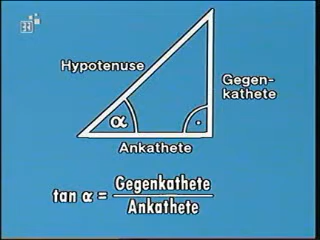 Hypotenuse
Gegen-
kathete
α
Ankathete
tan α = Gegenkathete
Ankathete